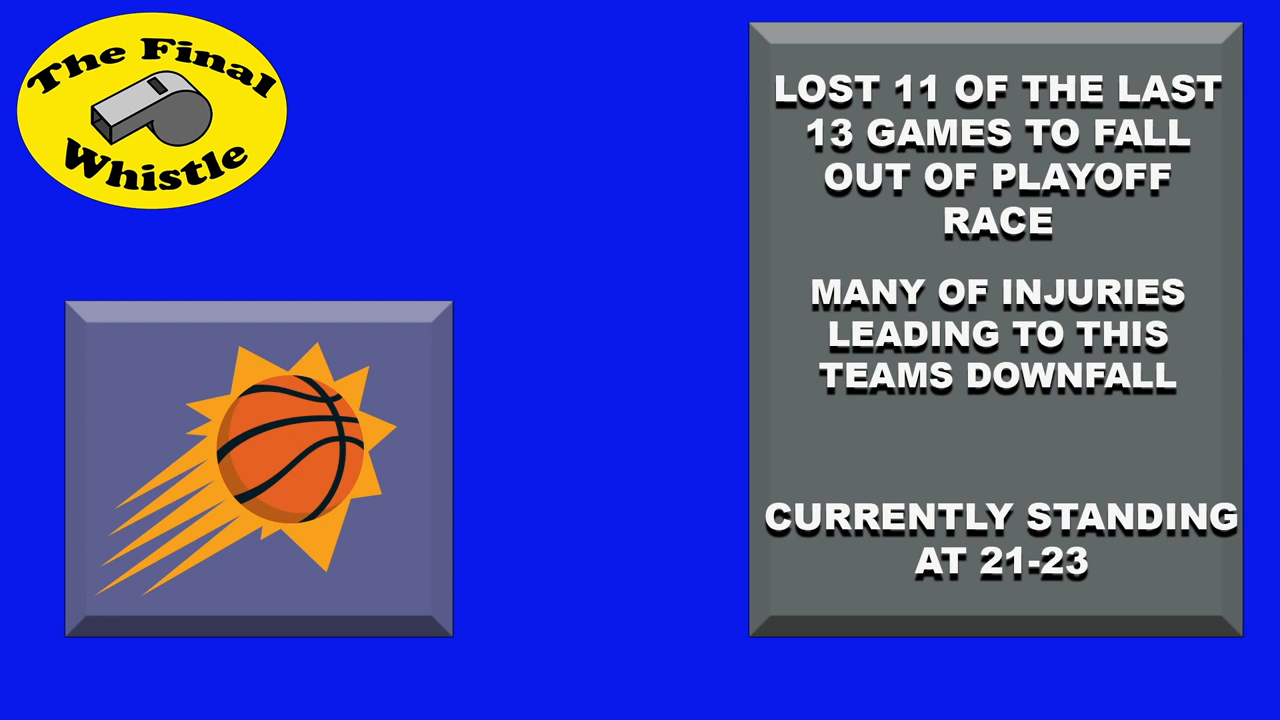 The Final
Whistle
LOST 11 OF THE LAST
13 GAMES TO FALL
OUT OF PLAYOFF
RACE
MANY OF INJURIES
LEADING TO THIS
TEAMS DOWNFALL
CURRENTLY STANDING
AT 21-23